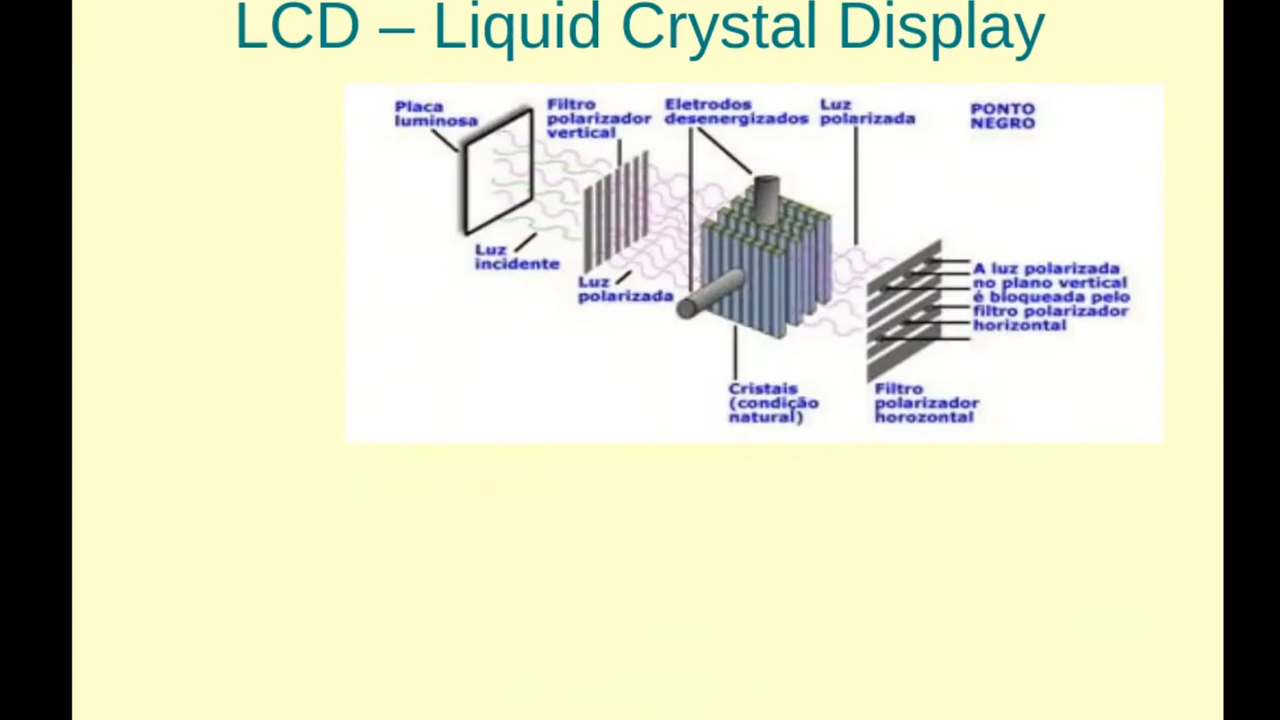 LCD – Liquid Crystal Display
Placa
luminosa
Filtro
polarizador
vertical
Eletrodos
desenergizados
Luz
polarizada
PONTO
NEGRO
Luz
incidente
Luz
polarizada
A luz polarizada
no plano vertical
é bloqueada pelo
filtro polarizador
horizontal
Cristais
(condição
natural)
Filtro
polarizador
horozontal